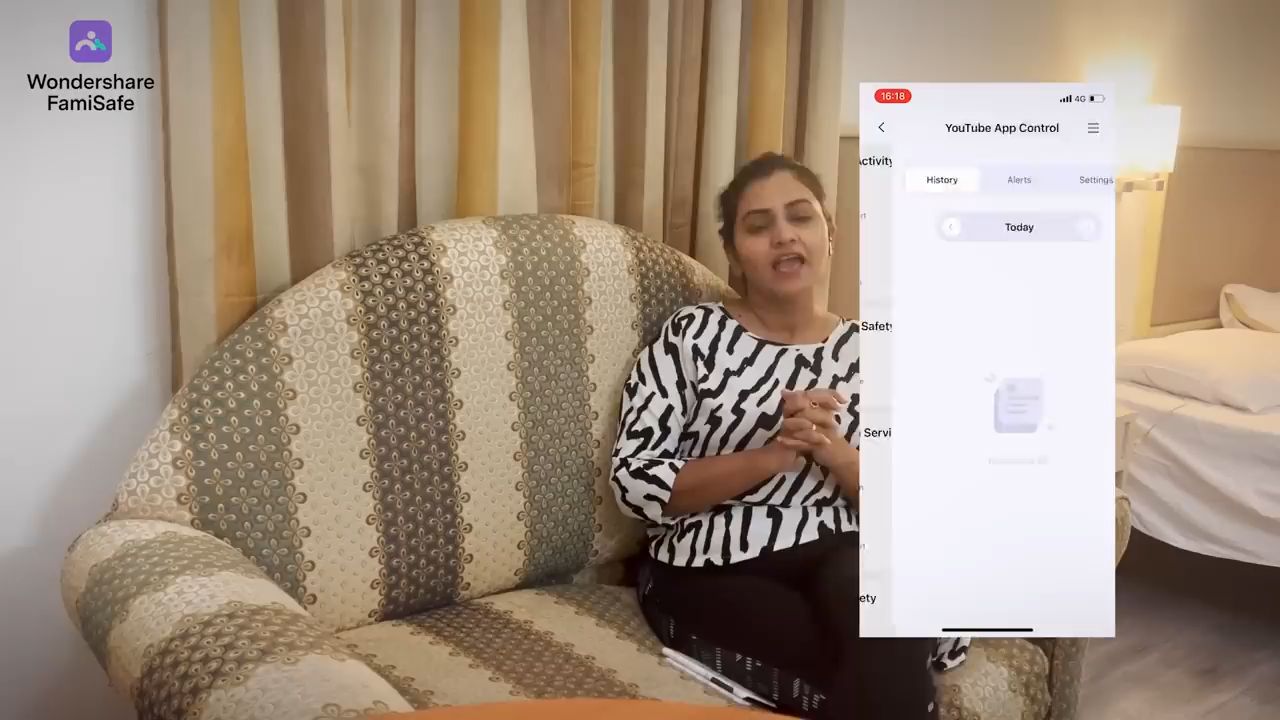 Wondershare
FamiSafe
16:18
4G
YouTube App Control
Activity
History
Alerts
Settings
Today
Safety
Servi
ety